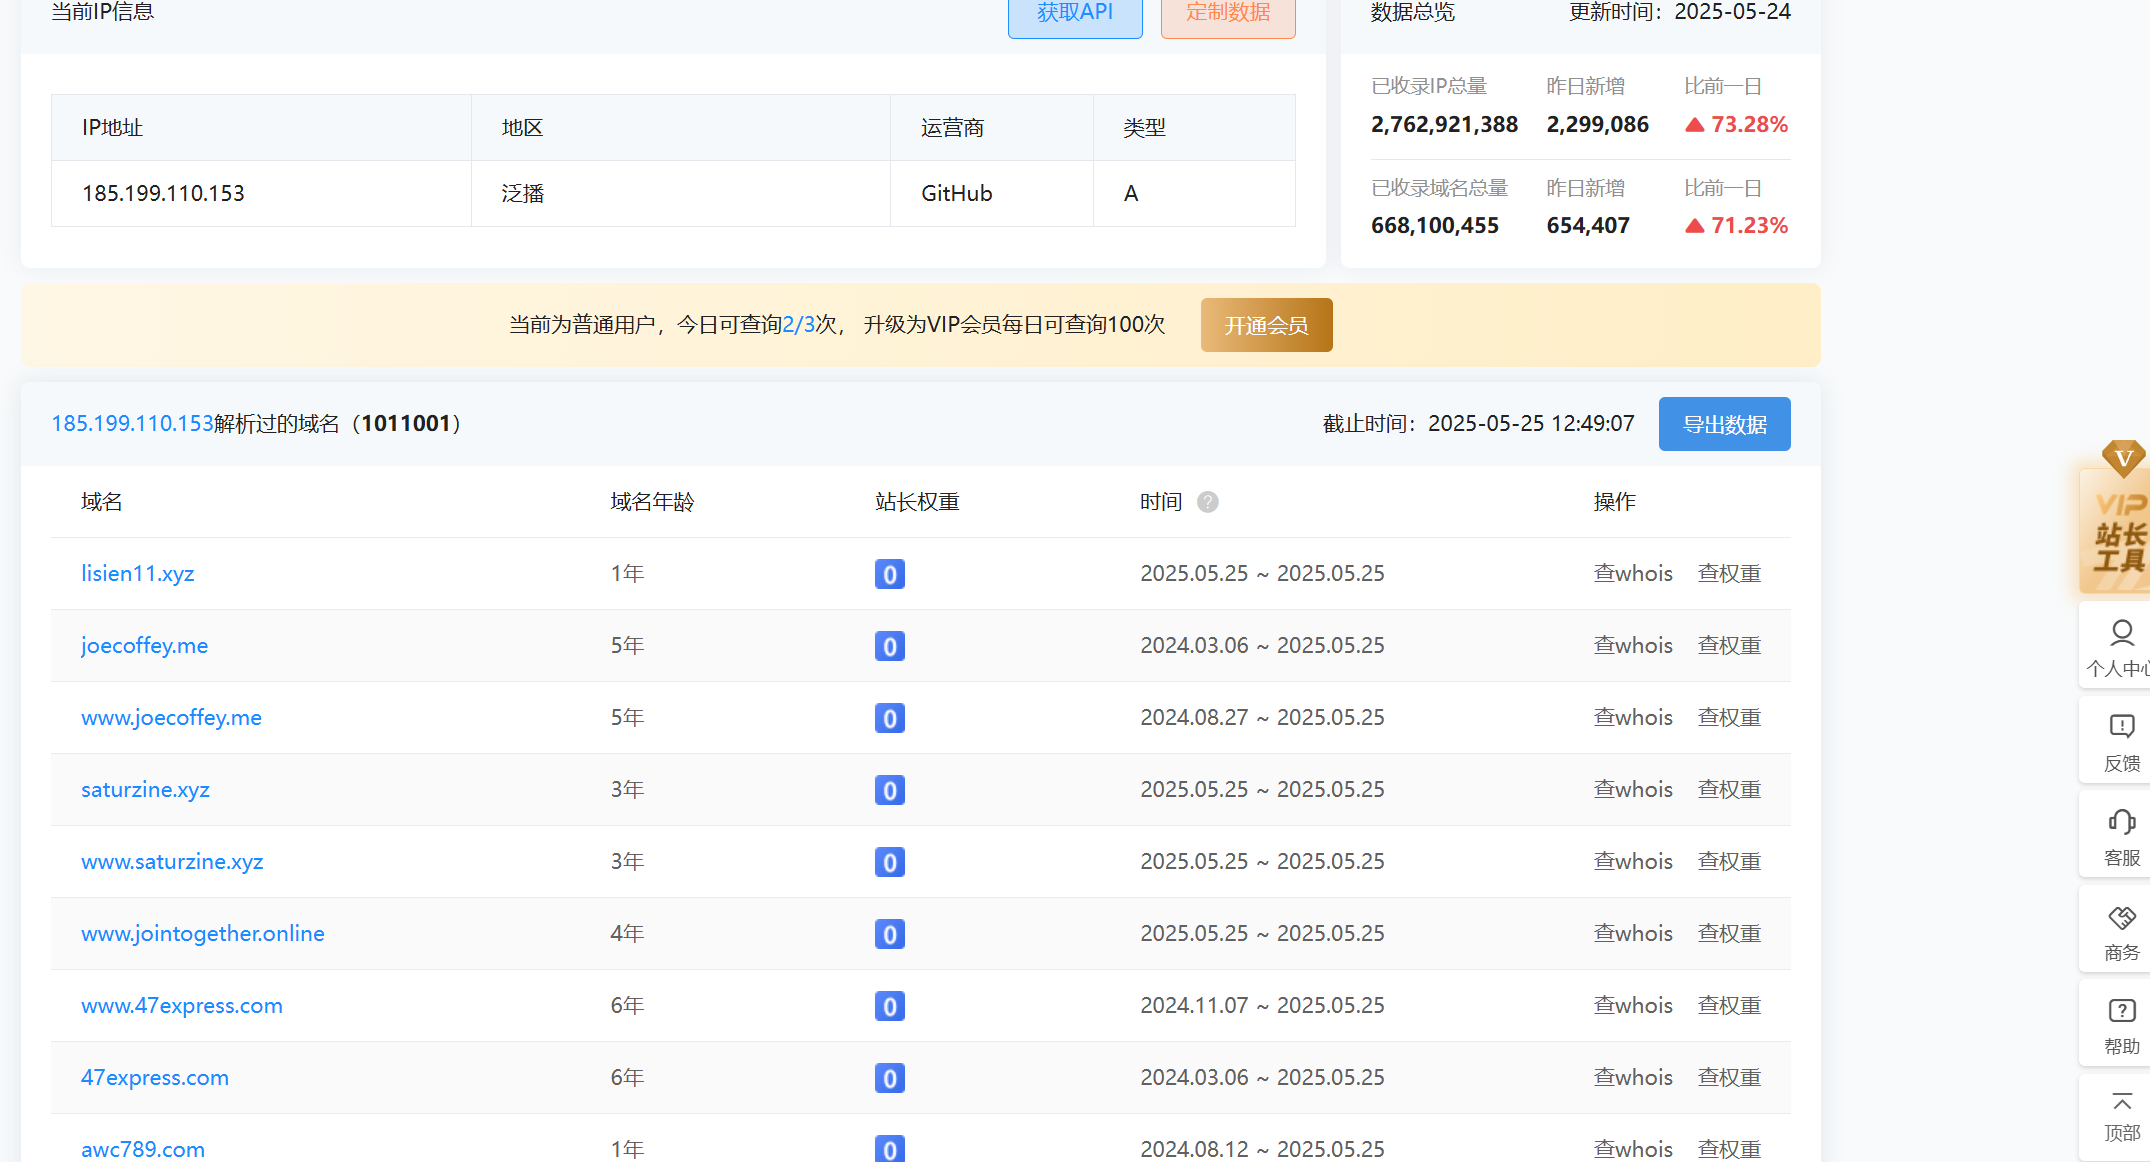 当前IP信息 获取API 定制数据
IP地址 地区 运营商 类型
185.199.110.153 泛播 GitHub A
数据总览 更新时间：2025-05-24
已收录IP总量 昨日新增 比前一日
2,762,921,388 2,299,086 73.28%
已收录域名总量 昨日新增 比前一日
668,100,455 654,407 71.23%
当前为普通用户，今日可查询2/3次， 升级为VIP会员每日可查询100次 开通会员
185.199.110.153解析过的域名（1011001） 截止时间：2025-05-25 12:49:07 导出数据
域名 域名年龄 站长权重 时间 ? 操作
lisien11.xyz 1年 0 2025.05.25 ~ 2025.05.25 查whois 查权重
joecoffey.me 5年 0 2024.03.06 ~ 2025.05.25 查whois 查权重
www.joecoffey.me 5年 0 2024.08.27 ~ 2025.05.25 查whois 查权重
saturzine.xyz 3年 0 2025.05.25 ~ 2025.05.25 查whois 查权重
www.saturzine.xyz 3年 0 2025.05.25 ~ 2025.05.25 查whois 查权重
www.jointogether.online 4年 0 2025.05.25 ~ 2025.05.25 查whois 查权重
www.47express.com 6年 0 2024.11.07 ~ 2025.05.25 查whois 查权重
47express.com 6年 0 2024.03.06 ~ 2025.05.25 查whois 查权重
awc789.com 1年 0 2024.08.12 ~ 2025.05.25 查whois 查权重
V
VIP
站长
工具
个人中心
反馈
客服
商务
帮助
顶部